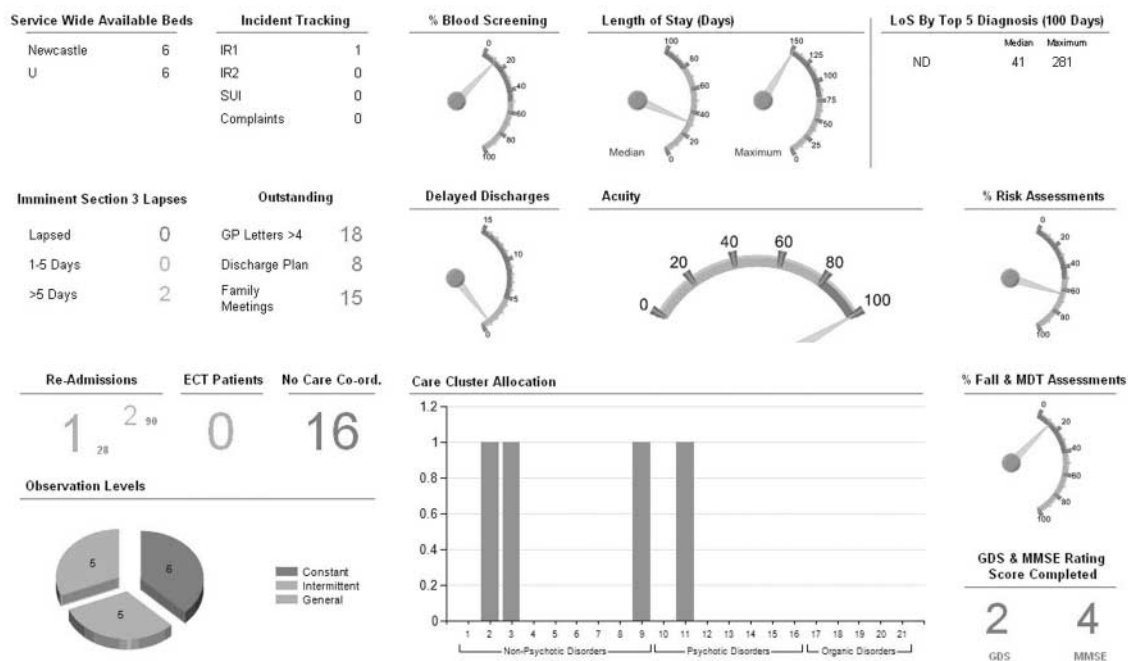 Service Wide Available Beds
Newcastle 6
U 6
Incident Tracking
IR1 1
IR2 0
SUI 0
Complaints 0
% Blood Screening
0
20
40
60
80
100
Length of Stay (Days)
100
80
60
40
20
0
Median
150
125
100
75
50
25
0
Maximum
LoS By Top 5 Diagnosis (100 Days)
Median Maximum
ND 41 281
Imminent Section 3 Lapses
Lapsed 0
1-5 Days 0
>5 Days 2
Outstanding
GP Letters >4 18
Discharge Plan 8
Family
Meetings 15
Delayed Discharges
15
10
5
0
Acuity
0 20 40 60 80 100
% Risk Assessments
0
20
40
60
80
100
Re-Admissions
1 28 2 90
ECT Patients
0
No Care Co-ord.
16
Care Cluster Allocation
1.2
1
0.8
0.6
0.4
0.2
0
1 2 3 4 5 6 7 8 9 10 11 12 13 14 15 16 17 18 19 20 21
Non-Psychotic Disorders Psychotic Disorders Organic Disorders
% Fall & MDT Assessments
0
20
40
60
80
100
Observation Levels
5 6 5
Constant
Intermittent
General
GDS & MMSE Rating
Score Completed
2 4
GDS MMSE